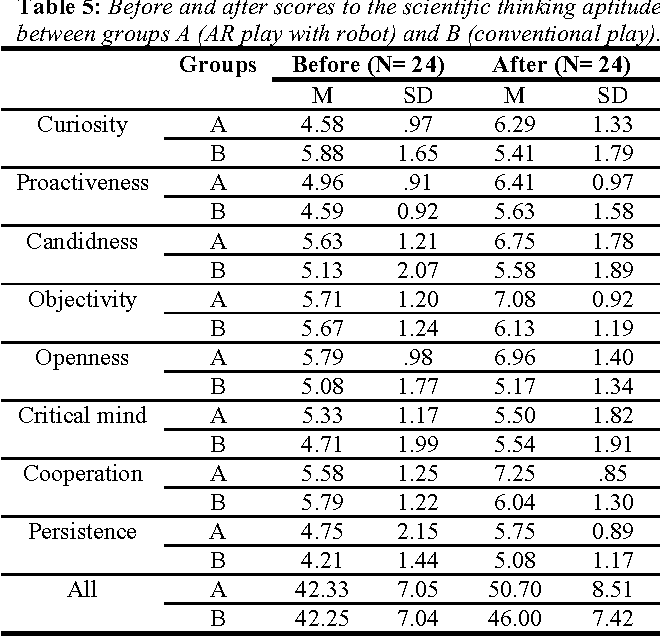 Table 5: Before and after scores to the scientific thinking aptitude
between groups A (AR play with robot) and B (conventional play).
Groups Before (N= 24) After (N= 24)
M SD M SD
Curiosity A 4.58 .97 6.29 1.33
B 5.88 1.65 5.41 1.79
Proactiveness A 4.96 .91 6.41 0.97
B 4.59 0.92 5.63 1.58
Candidness A 5.63 1.21 6.75 1.78
B 5.13 2.07 5.58 1.89
Objectivity A 5.71 1.20 7.08 0.92
B 5.67 1.24 6.13 1.19
Openness A 5.79 .98 6.96 1.40
B 5.08 1.77 5.17 1.34
Critical mind A 5.33 1.17 5.50 1.82
B 4.71 1.99 5.54 1.91
Cooperation A 5.58 1.25 7.25 .85
B 5.79 1.22 6.04 1.30
Persistence A 4.75 2.15 5.75 0.89
B 4.21 1.44 5.08 1.17
All A 42.33 7.05 50.70 8.51
B 42.25 7.04 46.00 7.42